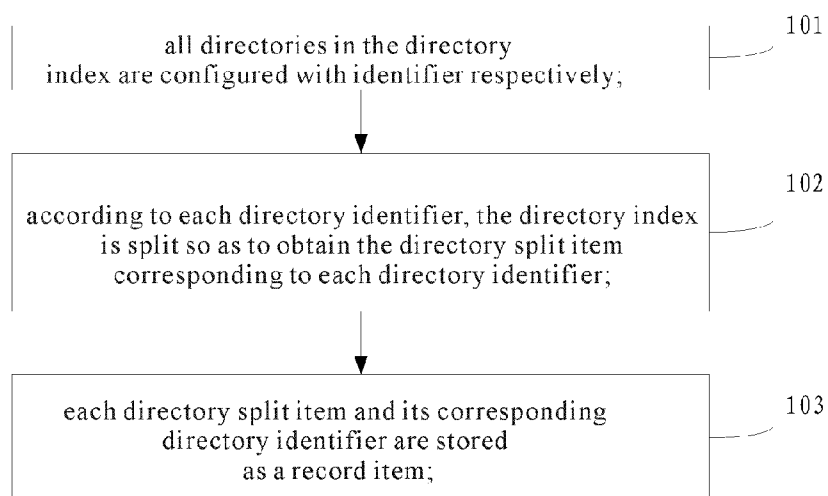 101
all directories in the directory
index are configured with identifier respectively;
102
according to each directory identifier, the directory index
is split so as to obtain the directory split item
corresponding to each directory identifier;
103
each directory split item and its corresponding
directory identifier are stored
as a record item;